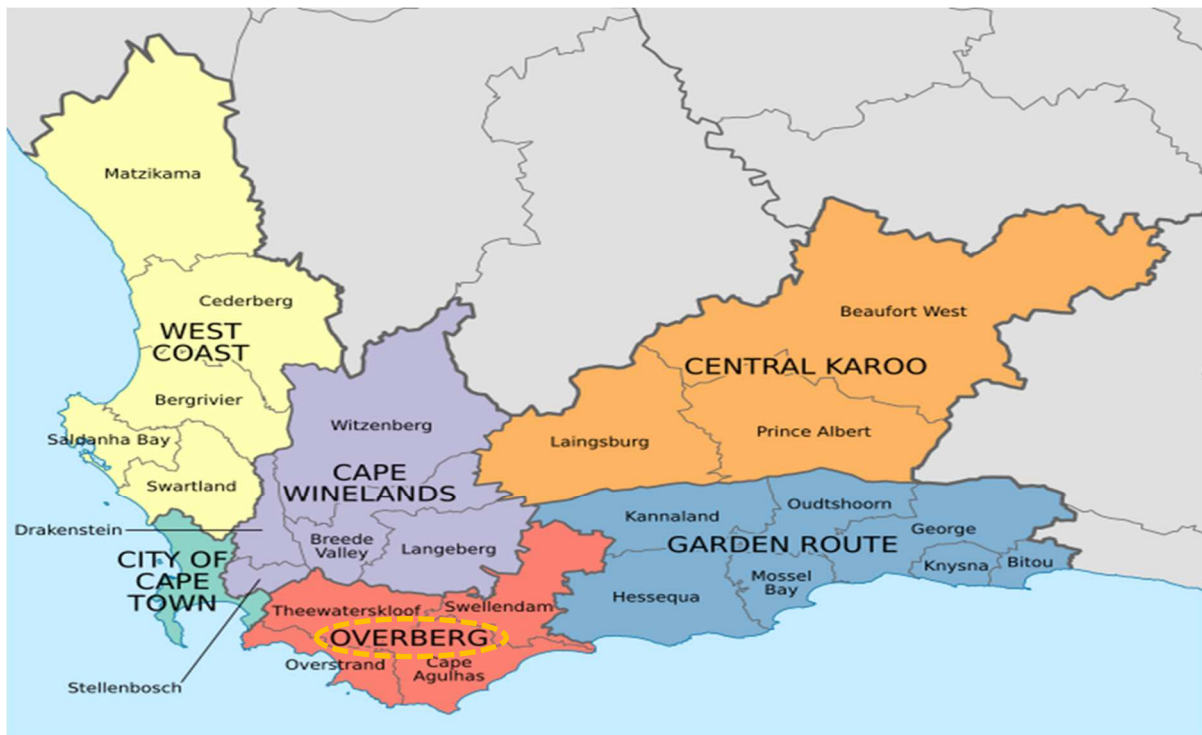 Matzikama
Cederberg
WEST
COAST
Bergrivier
Saldanha Bay
Swartland
Drakenstein
CITY OF
CAPE
TOWN
Stellenbosch
Witzenberg
CAPE
WINELANDS
Breede
Valley
Langeberg
Theewaterskloof
Swellendam
OVERBERG
Overstrand
Cape
Agulhas
Beaufort West
CENTRAL KAROO
Laingsburg
Prince Albert
Kannaland
Oudtshoorn
George
GARDEN ROUTE
Hessequa
Mossel
Bay
Knysna
Bitou